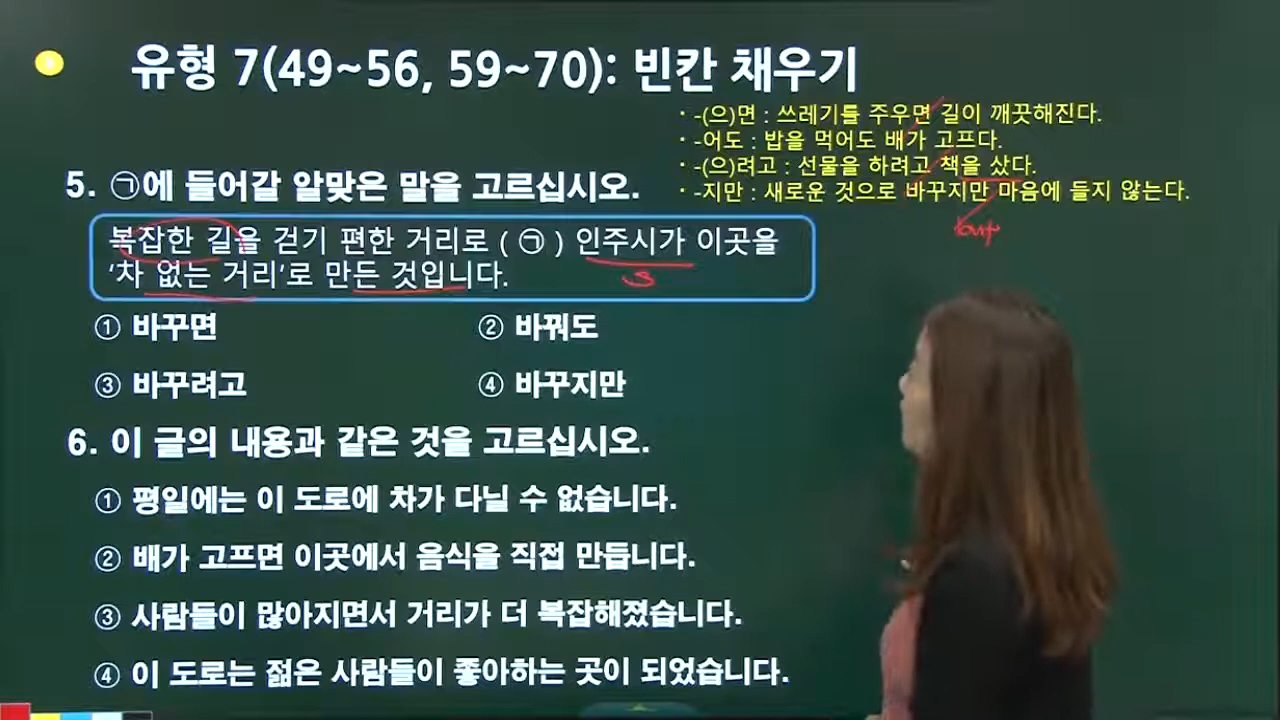 유형 7(49~56, 59~70): 빈칸 채우기
· -(으)면 : 쓰레기를 주우면 길이 깨끗해진다.
· -어도 : 밥을 먹어도 배가 고프다.
· -(으)려고 : 선물을 하려고 책을 샀다.
· -지만 : 새로운 것으로 바꾸지만 마음에 들지 않는다.
but
5. ㉠에 들어갈 알맞은 말을 고르십시오.
복잡한 길을 걷기 편한 거리로 ( ㉠ ) 인주시가 이곳을
'차 없는 거리'로 만든 것입니다.
S
① 바꾸면
② 바꿔도
③ 바꾸려고
④ 바꾸지만
6. 이 글의 내용과 같은 것을 고르십시오.
① 평일에는 이 도로에 차가 다닐 수 없습니다.
② 배가 고프면 이곳에서 음식을 직접 만듭니다.
③ 사람들이 많아지면서 거리가 더 복잡해졌습니다.
④ 이 도로는 젊은 사람들이 좋아하는 곳이 되었습니다.